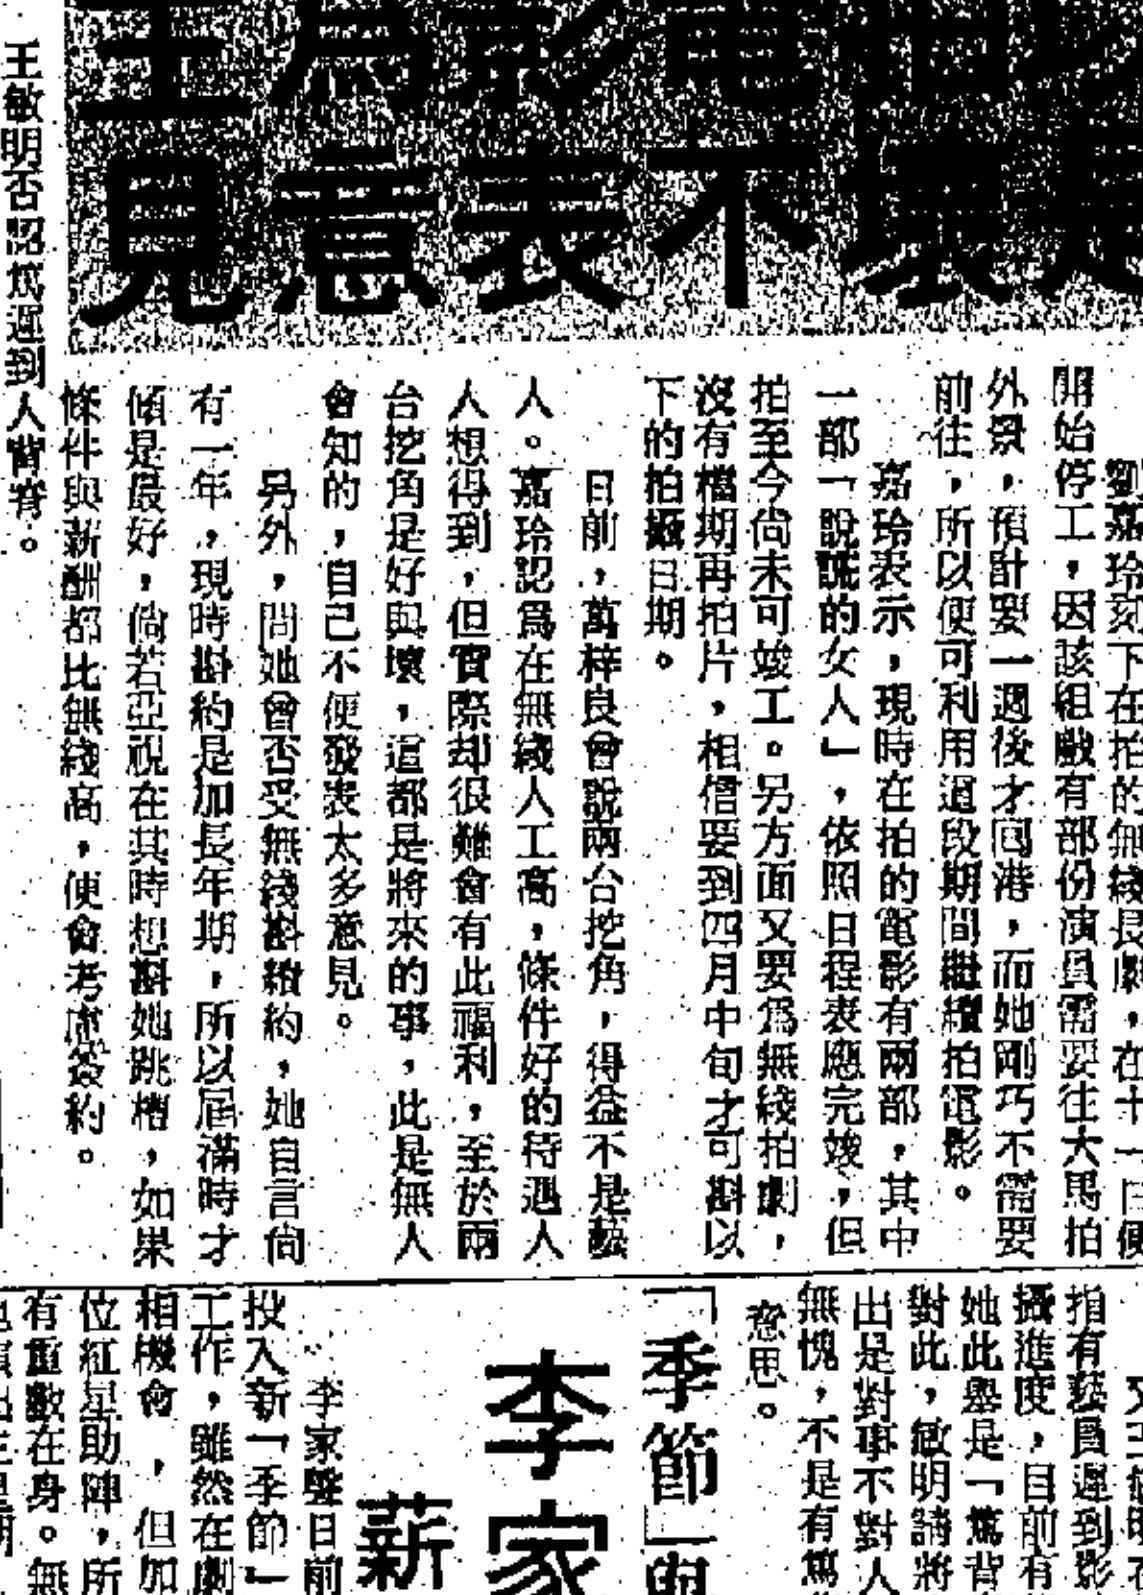 電影為王
是壞不表意見
劉嘉玲刻下在拍的無綫長劇，在十一日便
開始停工，因該組戲有部份演員需要往大馬拍
外景，預計要一週後才囘港，而她剛巧不需要
前往，所以便可利用這段期間繼續拍電影。
嘉玲表示，現時在拍的電影有兩部，其中
一部「說謊的女人」，依照日程表應完竣，但
拍至今尚未可竣工。另方面又要爲無綫拍劇，
沒有檔期再拍片，相信要到四月中旬才可斟以
下的拍攝日期。
日前，萬梓良曾說兩台挖角，得益不是藝
人。嘉玲認爲在無綫人工高，條件好的待遇人
人想得到，但實際却很難會有此福利，至於兩
台挖角是好與壞，這都是將來的事，此是無人
會知的，自己不便發表太多意見。
另外，問她曾否受無綫斟續約，她自言尙
有一年，現時斟約是加長年期，所以屆滿時才
傾是最好，倘若亞視在其時想斟她跳槽，如果
條件與薪酬都比無綫高，便會考慮簽約。
王敏明否認篤遲到人背脊。
指有藝員遲到影
攝進度，目前有
她此舉是「篤背
對此，敏明請將
出是對事不對人
無愧，不是有篤
意思。
「季節」與
李家
薪
李家聲日前
投入新「季節」
工作，雖然在劇
相機會，但加
位紅星助陣，所
有重數在身。無